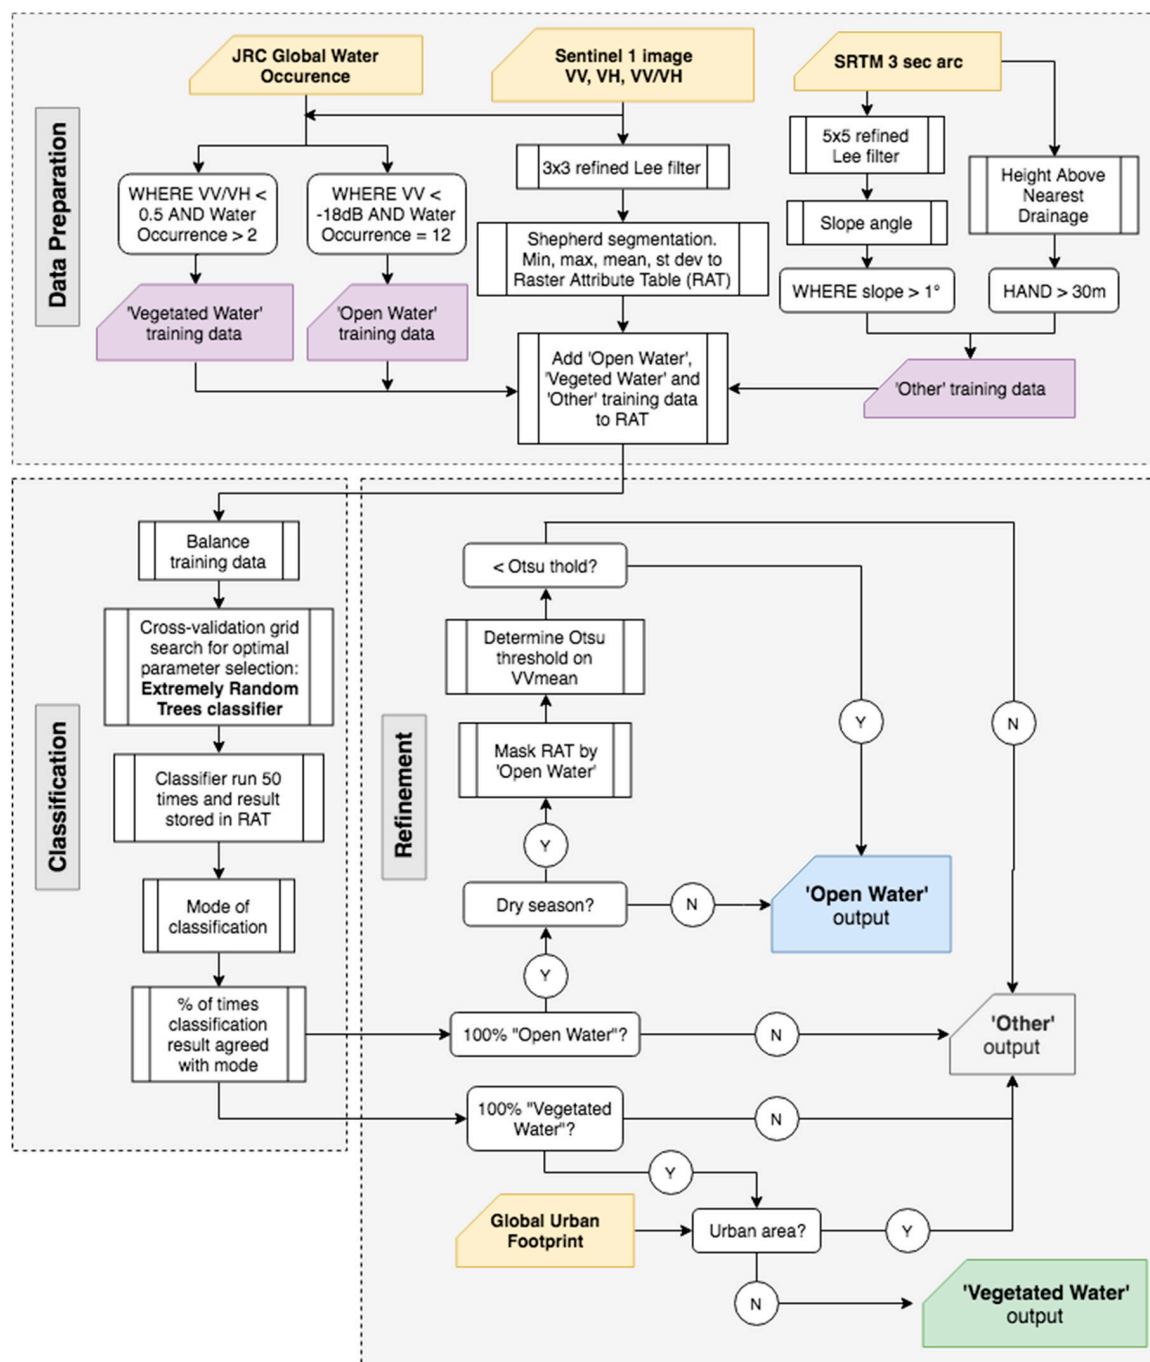 JRC Global Water
Occurence
Sentinel 1 image
VV, VH, VV/VH
SRTM 3 sec arc
Data Preparation
WHERE VV/VH <
0.5 AND Water
Occurrence > 2
WHERE VV <
-18dB AND Water
Occurrence = 12
3x3 refined Lee filter
5x5 refined
Lee filter
Height Above
Nearest
Drainage
Shepherd segmentation.
Min, max, mean, st dev to
Raster Attribute Table (RAT)
Slope angle
WHERE slope > 1°
HAND > 30m
'Vegetated Water'
training data
'Open Water'
training data
Add 'Open Water',
'Vegeted Water' and
'Other' training data
to RAT
'Other' training data
Classification
Balance
training data
Cross-validation grid
search for optimal
parameter selection:
Extremely Random
Trees classifier
Classifier run 50
times and result
stored in RAT
Mode of
classification
% of times
classification
result agreed
with mode
Refinement
< Otsu thold?
Determine Otsu
threshold on
VVmean
Y
N
Mask RAT by
'Open Water'
Y
Dry season?
N
'Open Water'
output
Y
100% "Open Water"?
N
'Other'
output
100% "Vegetated
Water"?
N
Y
Global Urban
Footprint
Urban area?
Y
N
'Vegetated Water'
output